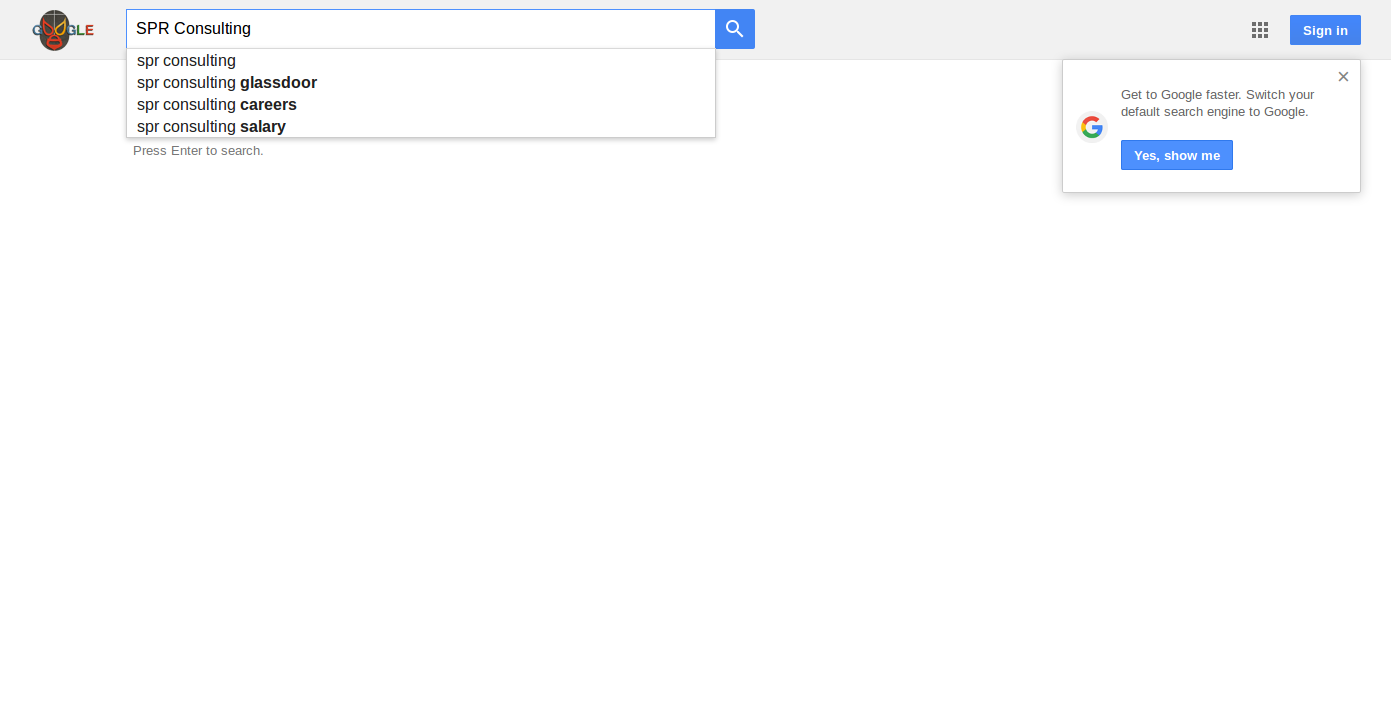 GOOGLE
SPR Consulting
Sign in
spr consulting
spr consulting glassdoor
spr consulting careers
spr consulting salary
Press Enter to search.
Get to Google faster. Switch your
default search engine to Google.
Yes, show me